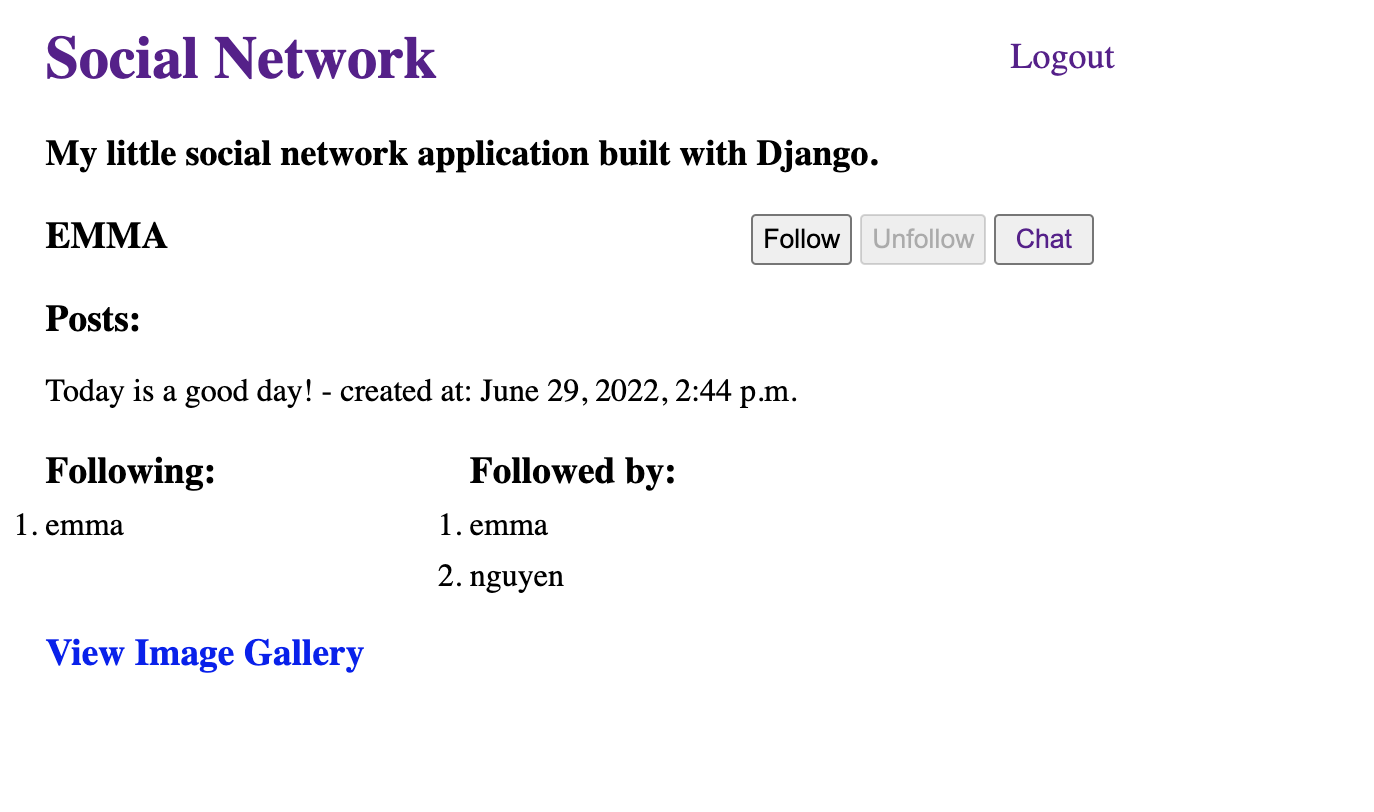 Social Network
Logout
My little social network application built with Django.
EMMA
Follow
Unfollow
Chat
Posts:
Today is a good day! - created at: June 29, 2022, 2:44 p.m.
Following:
1. emma
Followed by:
1. emma
2. nguyen
View Image Gallery